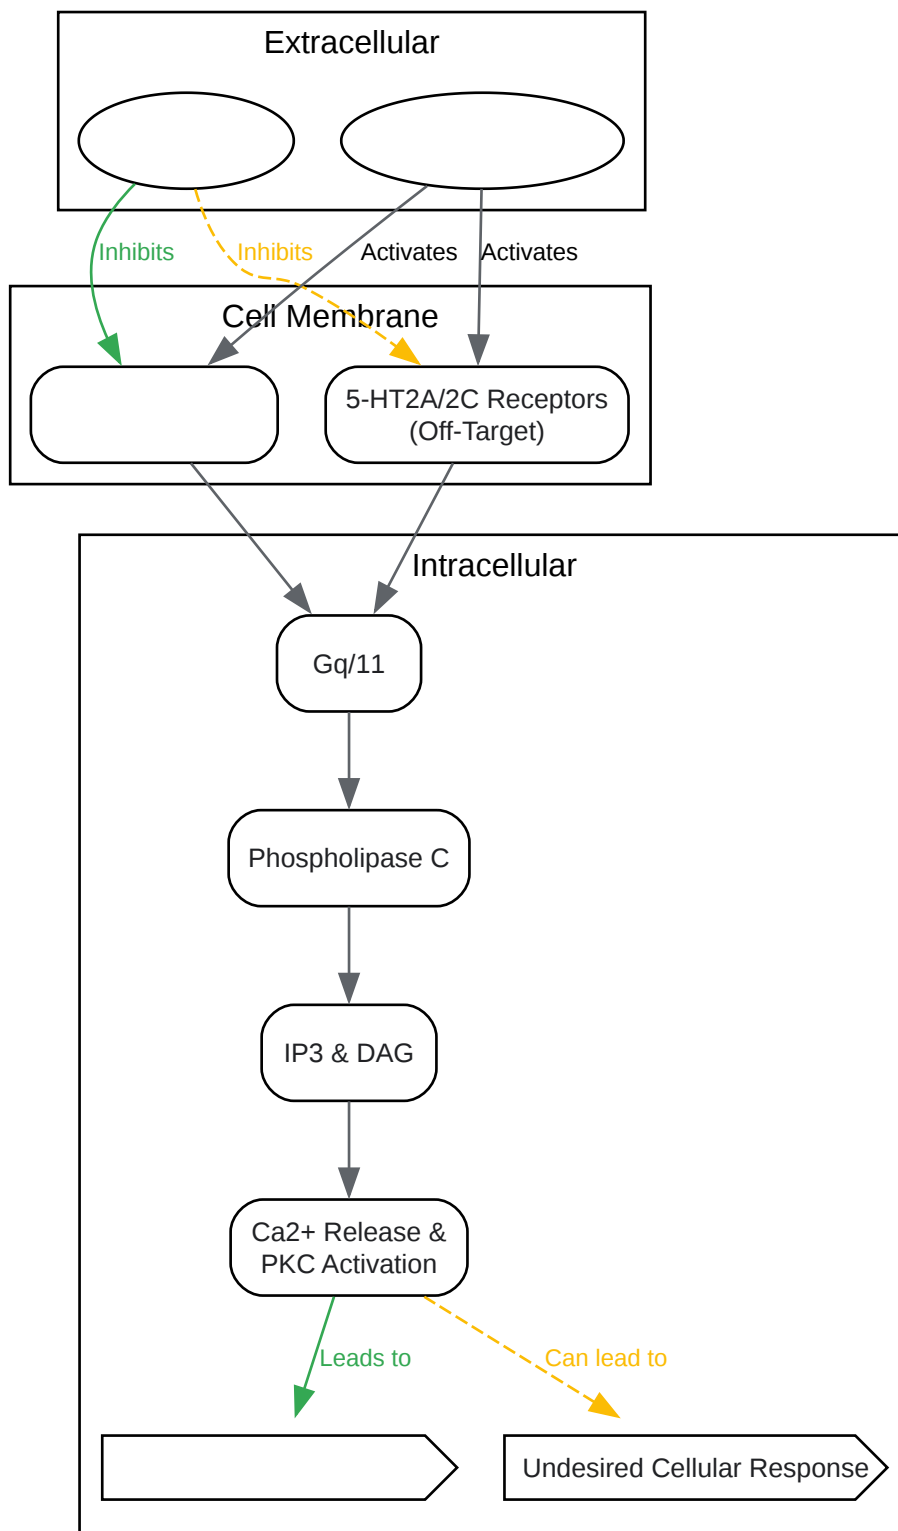 Extracellular
Inhibits
Inhibits
Activates
Activates
Cell Membrane
5-HT2A/2C Receptors
(Off-Target)
Intracellular
Gq/11
Phospholipase C
IP3 & DAG
Ca2+ Release &
PKC Activation
Leads to
Can lead to
Undesired Cellular Response